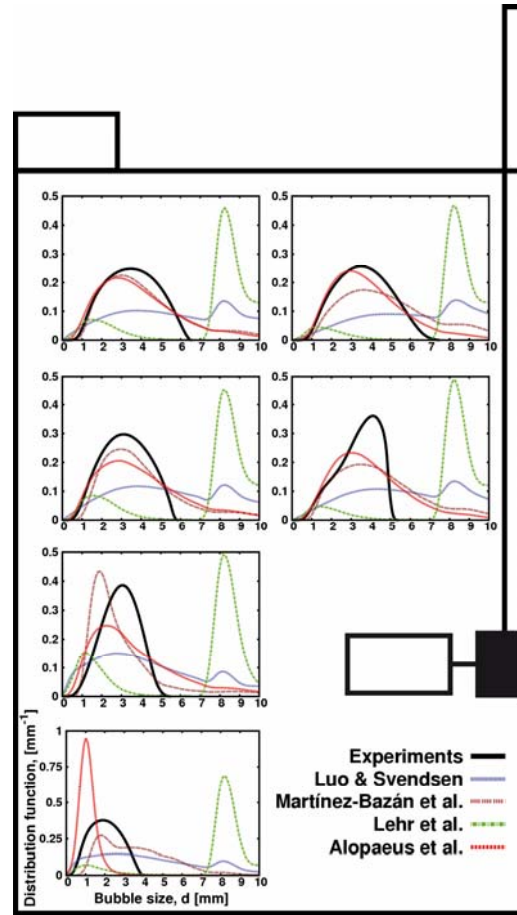 0.5
0.4
0.3
0.2
0.1
0
0 1 2 3 4 5 6 7 8 9 10
0.5
0.4
0.3
0.2
0.1
0
0 1 2 3 4 5 6 7 8 9 10
0.5
0.4
0.3
0.2
0.1
0
0 1 2 3 4 5 6 7 8 9 10
0.5
0.4
0.3
0.2
0.1
0
0 1 2 3 4 5 6 7 8 9 10
0.5
0.4
0.3
0.2
0.1
0
0 1 2 3 4 5 6 7 8 9 10
Distribution function, [mm⁻¹]
1
0.75
0.5
0.25
0
0 1 2 3 4 5 6 7 8 9 10
Bubble size, d [mm]
Experiments
Luo & Svendsen
Martínez-Bazán et al.
Lehr et al.
Alopaeus et al.